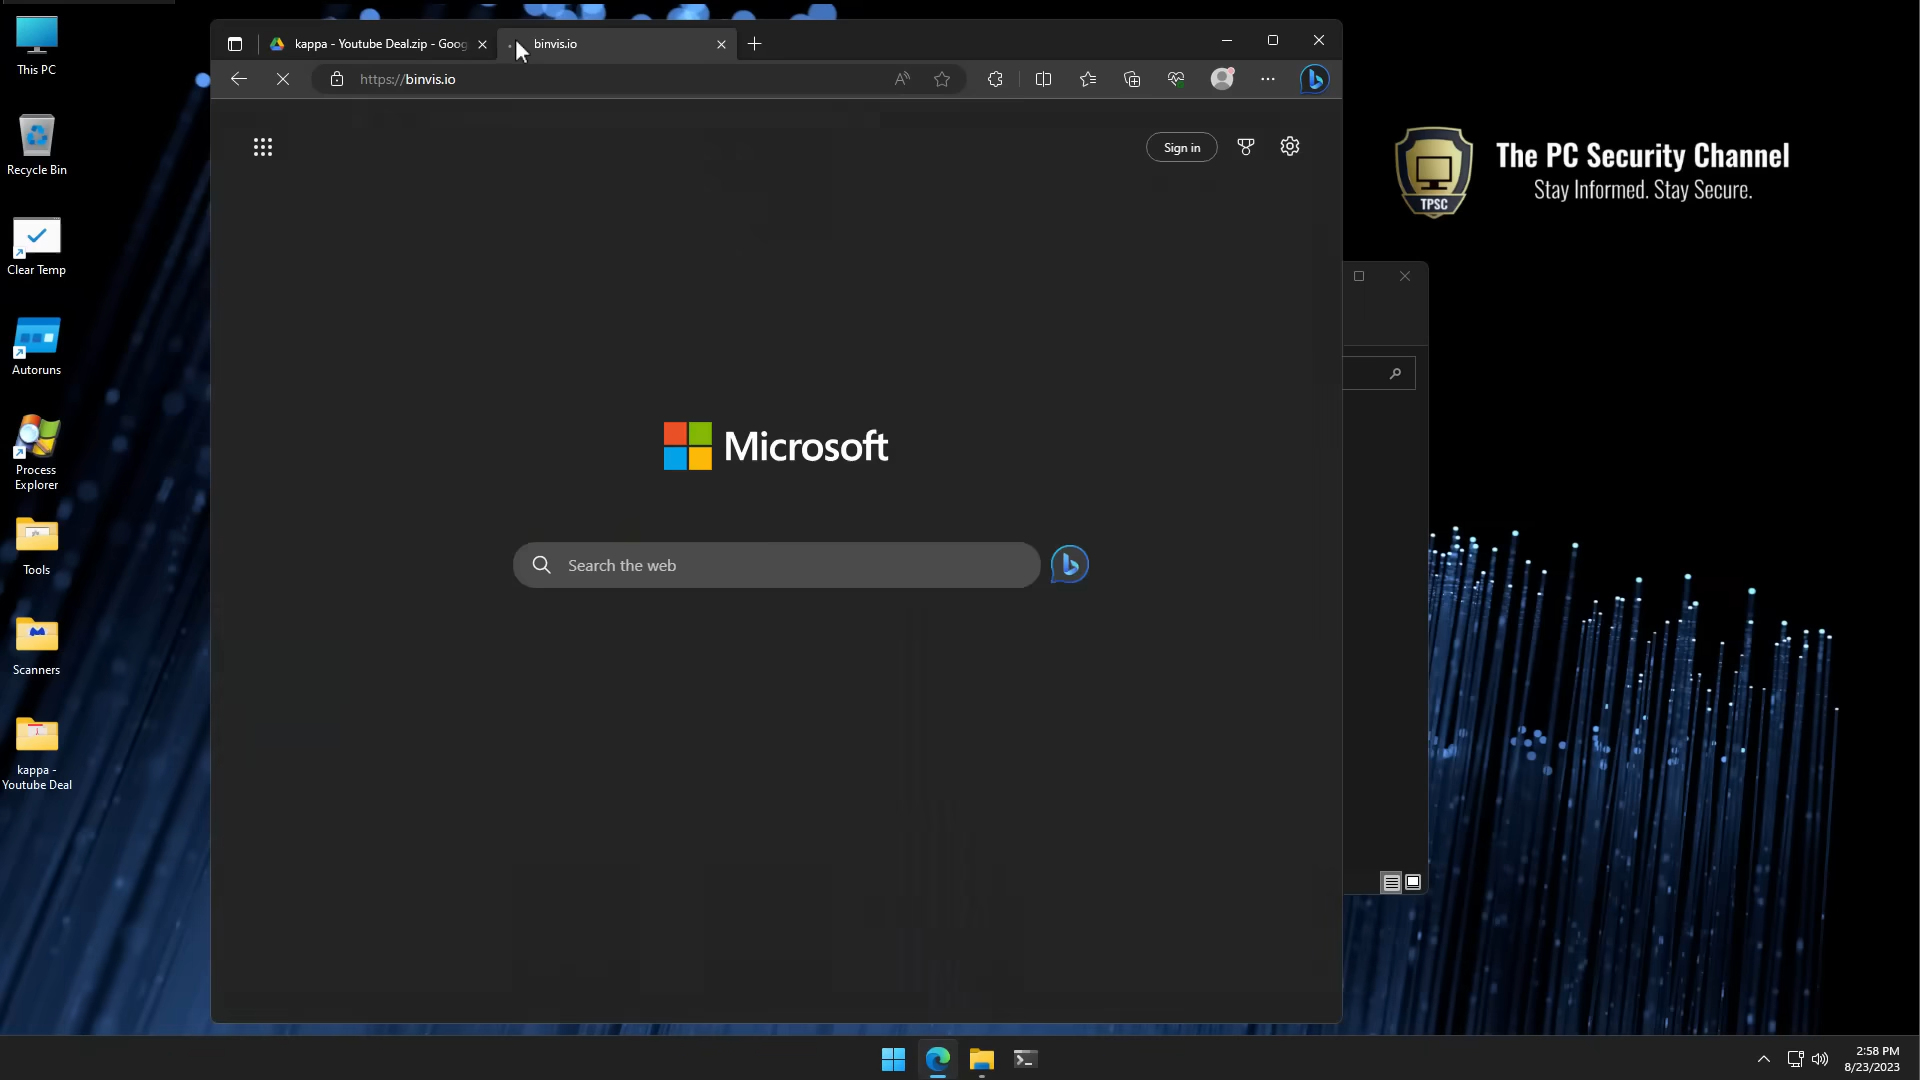 This PC
Recycle Bin
Clear Temp
Autoruns
Process
Explorer
Tools
Scanners
kappa -
Youtube Deal
kappa - Youtube Deal.zip - Goog
binvis.io
https://binvis.io
Sign in
Microsoft
Search the web
TPSC
The PC Security Channel
Stay Informed. Stay Secure.
2:58 PM
8/23/2023